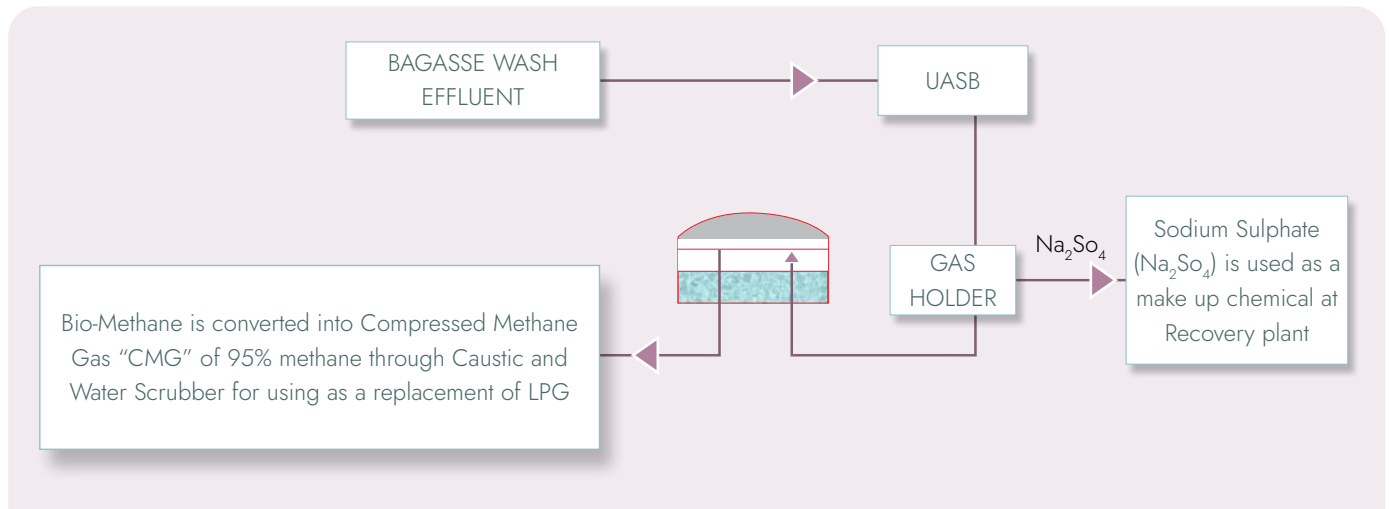 BAGASSE WASH
EFFLUENT
UASB
GAS
HOLDER
Na₂So₄
Sodium Sulphate
(Na₂So₄) is used as a
make up chemical at
Recovery plant
Bio-Methane is converted into Compressed Methane
Gas “CMG” of 95% methane through Caustic and
Water Scrubber for using as a replacement of LPG